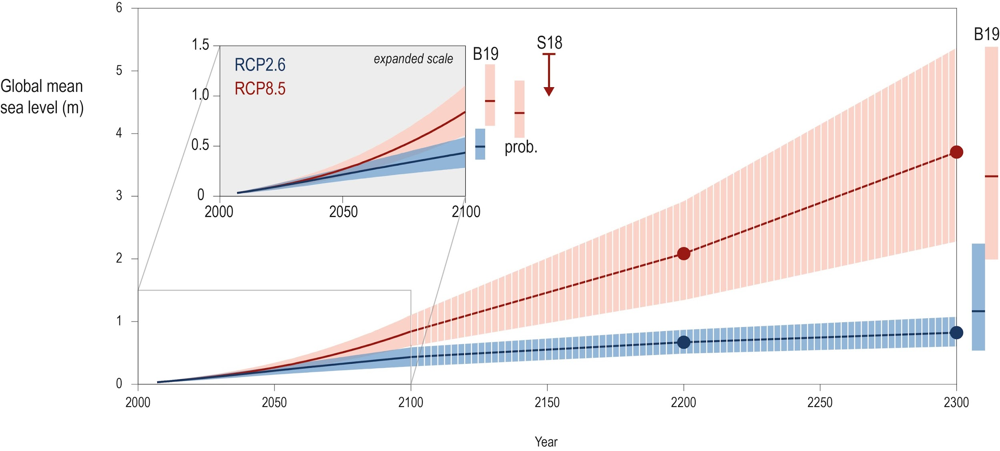 6
5
4
3
2
1
0
Global mean
sea level (m)
1.5
1.0
0.5
0
RCP2.6
RCP8.5
expanded scale
2000
2050
2100
B19
prob.
S18
B19
2000
2050
2100
2150
2200
2250
2300
Year